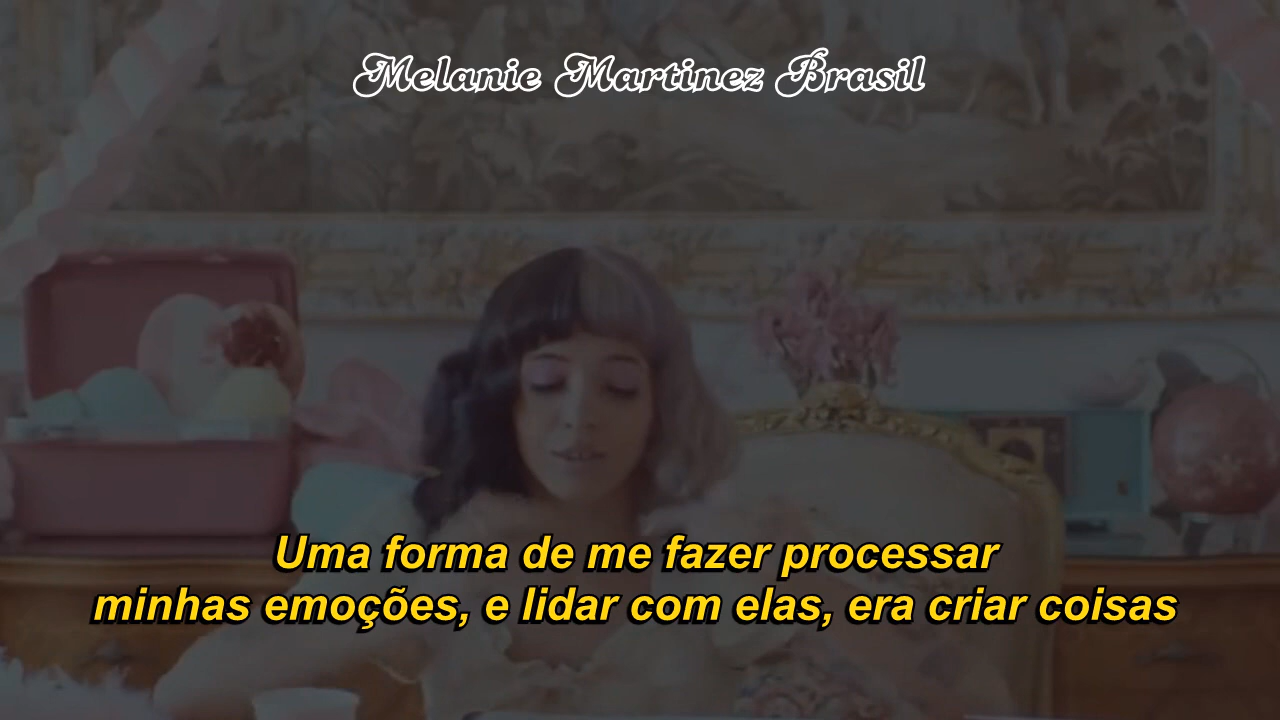 Melanie Martinez Brasil
Uma forma de me fazer processar
minhas emoções, e lidar com elas, era criar coisas